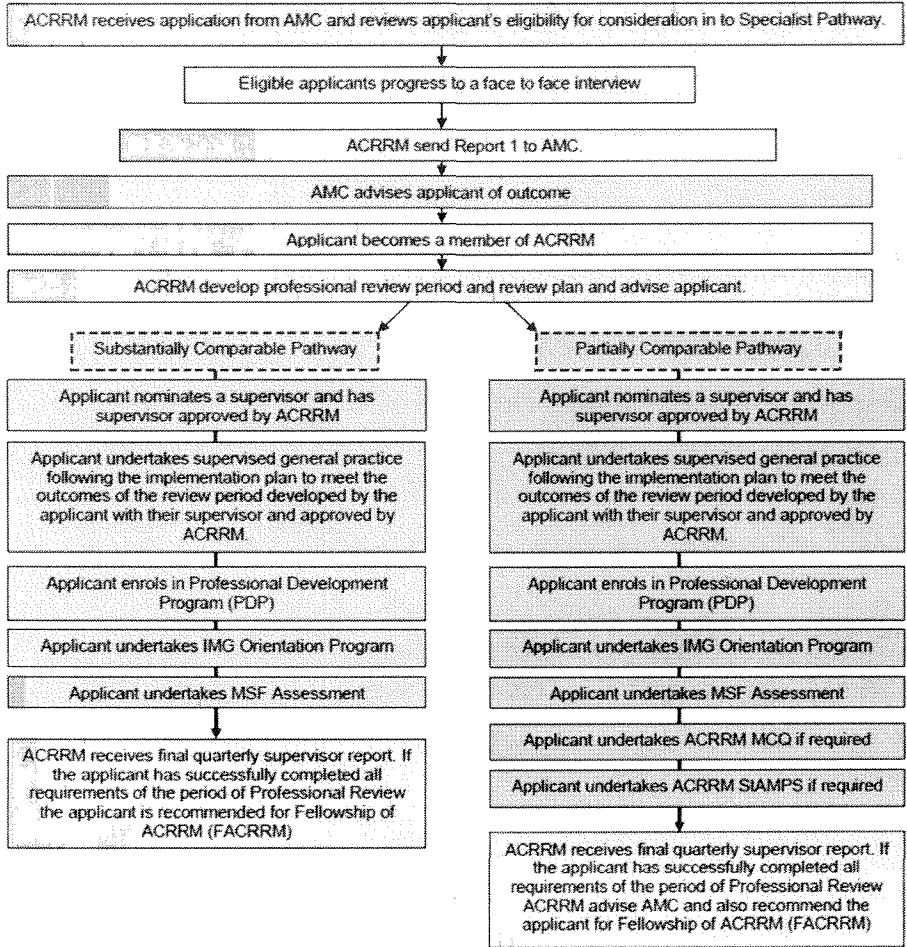 ACRRM receives application from AMC and reviews applicant's eligibility for consideration in to Specialist Pathway.
Eligible applicants progress to a face to face interview
ACRRM send Report 1 to AMC.
AMC advises applicant of outcome
Applicant becomes a member of ACRRM
ACRRM develop professional review period and review plan and advise applicant.
Substantially Comparable Pathway
Applicant nominates a supervisor and has
supervisor approved by ACRRM
Applicant undertakes supervised general practice
following the implementation plan to meet the
outcomes of the review period developed by the
applicant with their supervisor and approved by
ACRRM.
Applicant enrols in Professional Development
Program (PDP)
Applicant undertakes IMG Orientation Program
Applicant undertakes MSF Assessment
ACRRM receives final quarterly supervisor report. If
the applicant has successfully completed all
requirements of the period of Professional Review
the applicant is recommended for Fellowship of
ACRRM (FACRRM)
Partially Comparable Pathway
Applicant nominates a supervisor and has
supervisor approved by ACRRM
Applicant undertakes supervised general practice
following the implementation plan to meet the
outcomes of the review period developed by the
applicant with their supervisor and approved by
ACRRM.
Applicant enrols in Professional Development
Program (PDP)
Applicant undertakes IMG Orientation Program
Applicant undertakes MSF Assessment
Applicant undertakes ACRRM MCQ if required
Applicant undertakes ACRRM StAMPS if required
ACRRM receives final quarterly supervisor report. If
the applicant has successfully completed all
requirements of the period of Professional Review
ACRRM advise AMC and also recommend the
applicant for Fellowship of ACRRM (FACRRM)